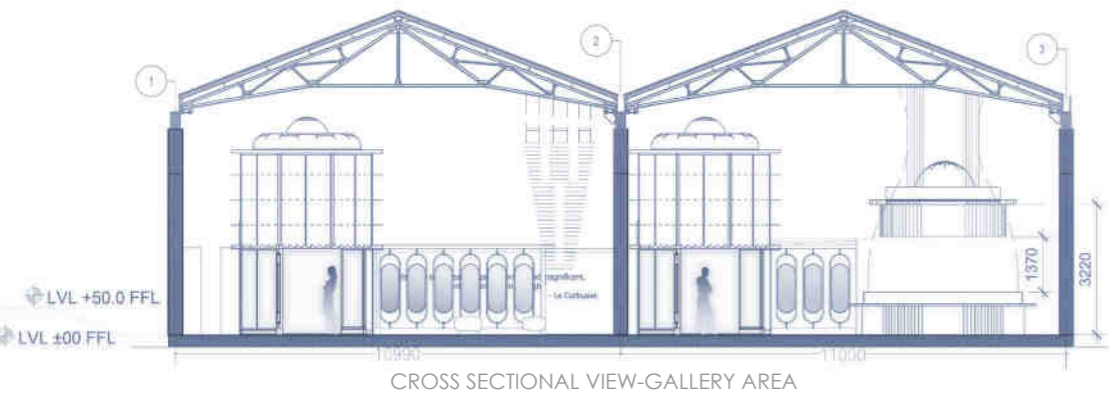 1
2
3
magnificent.
- Le Corbusier.
LVL +50.0 FFL
LVL ±00 FFL
1370
3220
10990
11000
CROSS SECTIONAL VIEW-GALLERY AREA